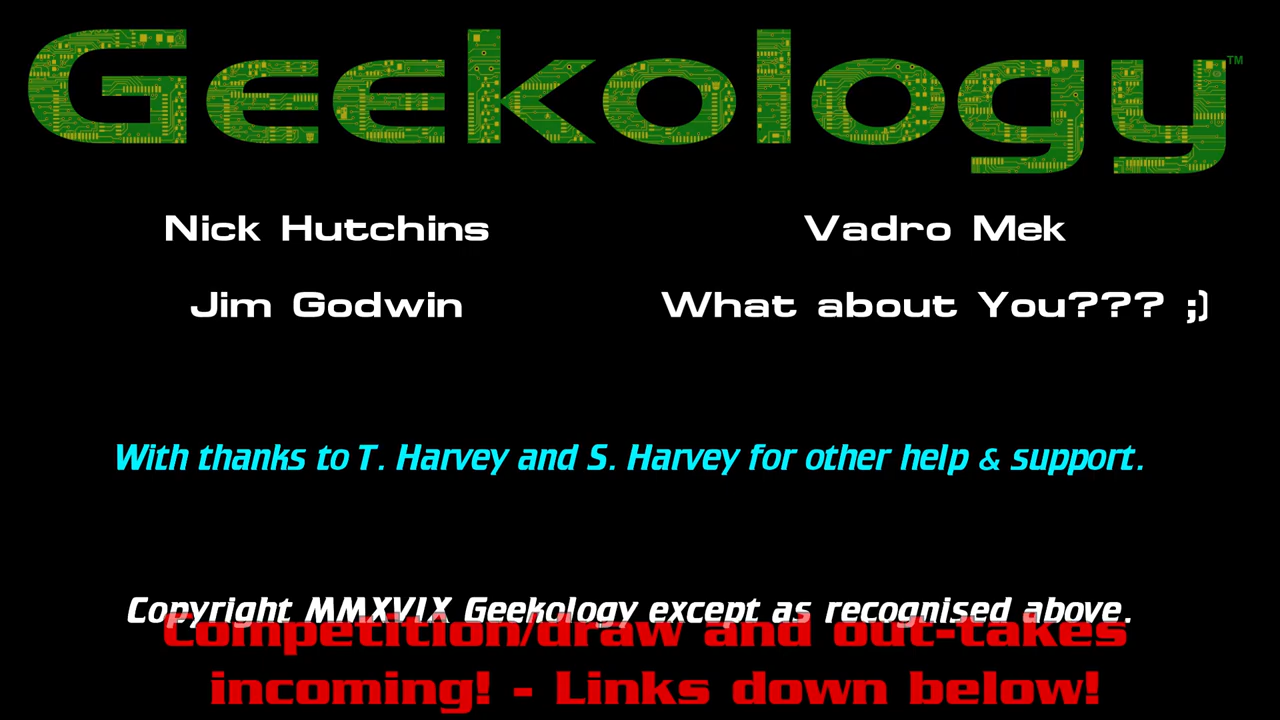 Geekology™
Nick Hutchins
Vadro Mek
Jim Godwin
What about You??? ;)
With thanks to T. Harvey and S. Harvey for other help & support.
Copyright MMXVIX Geekology except as recognised above.
Competition/draw and out-takes
incoming! - Links down below!